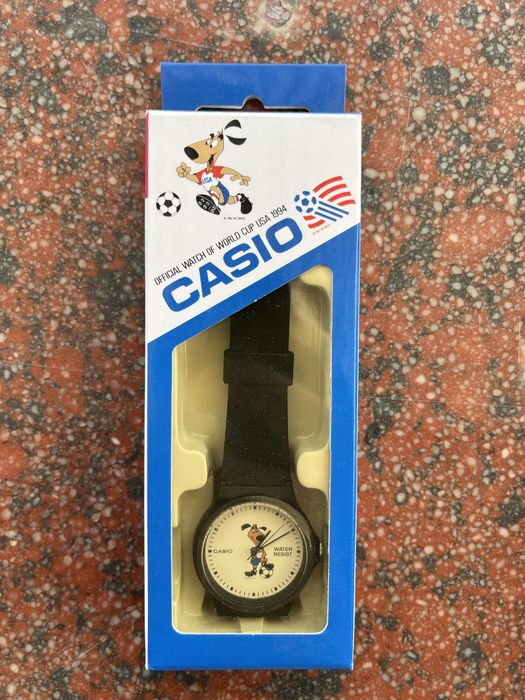 USA
OFFICIAL WATCH OF WORLD CUP USA 1994
CASIO
CASIO
WATER
RESIST